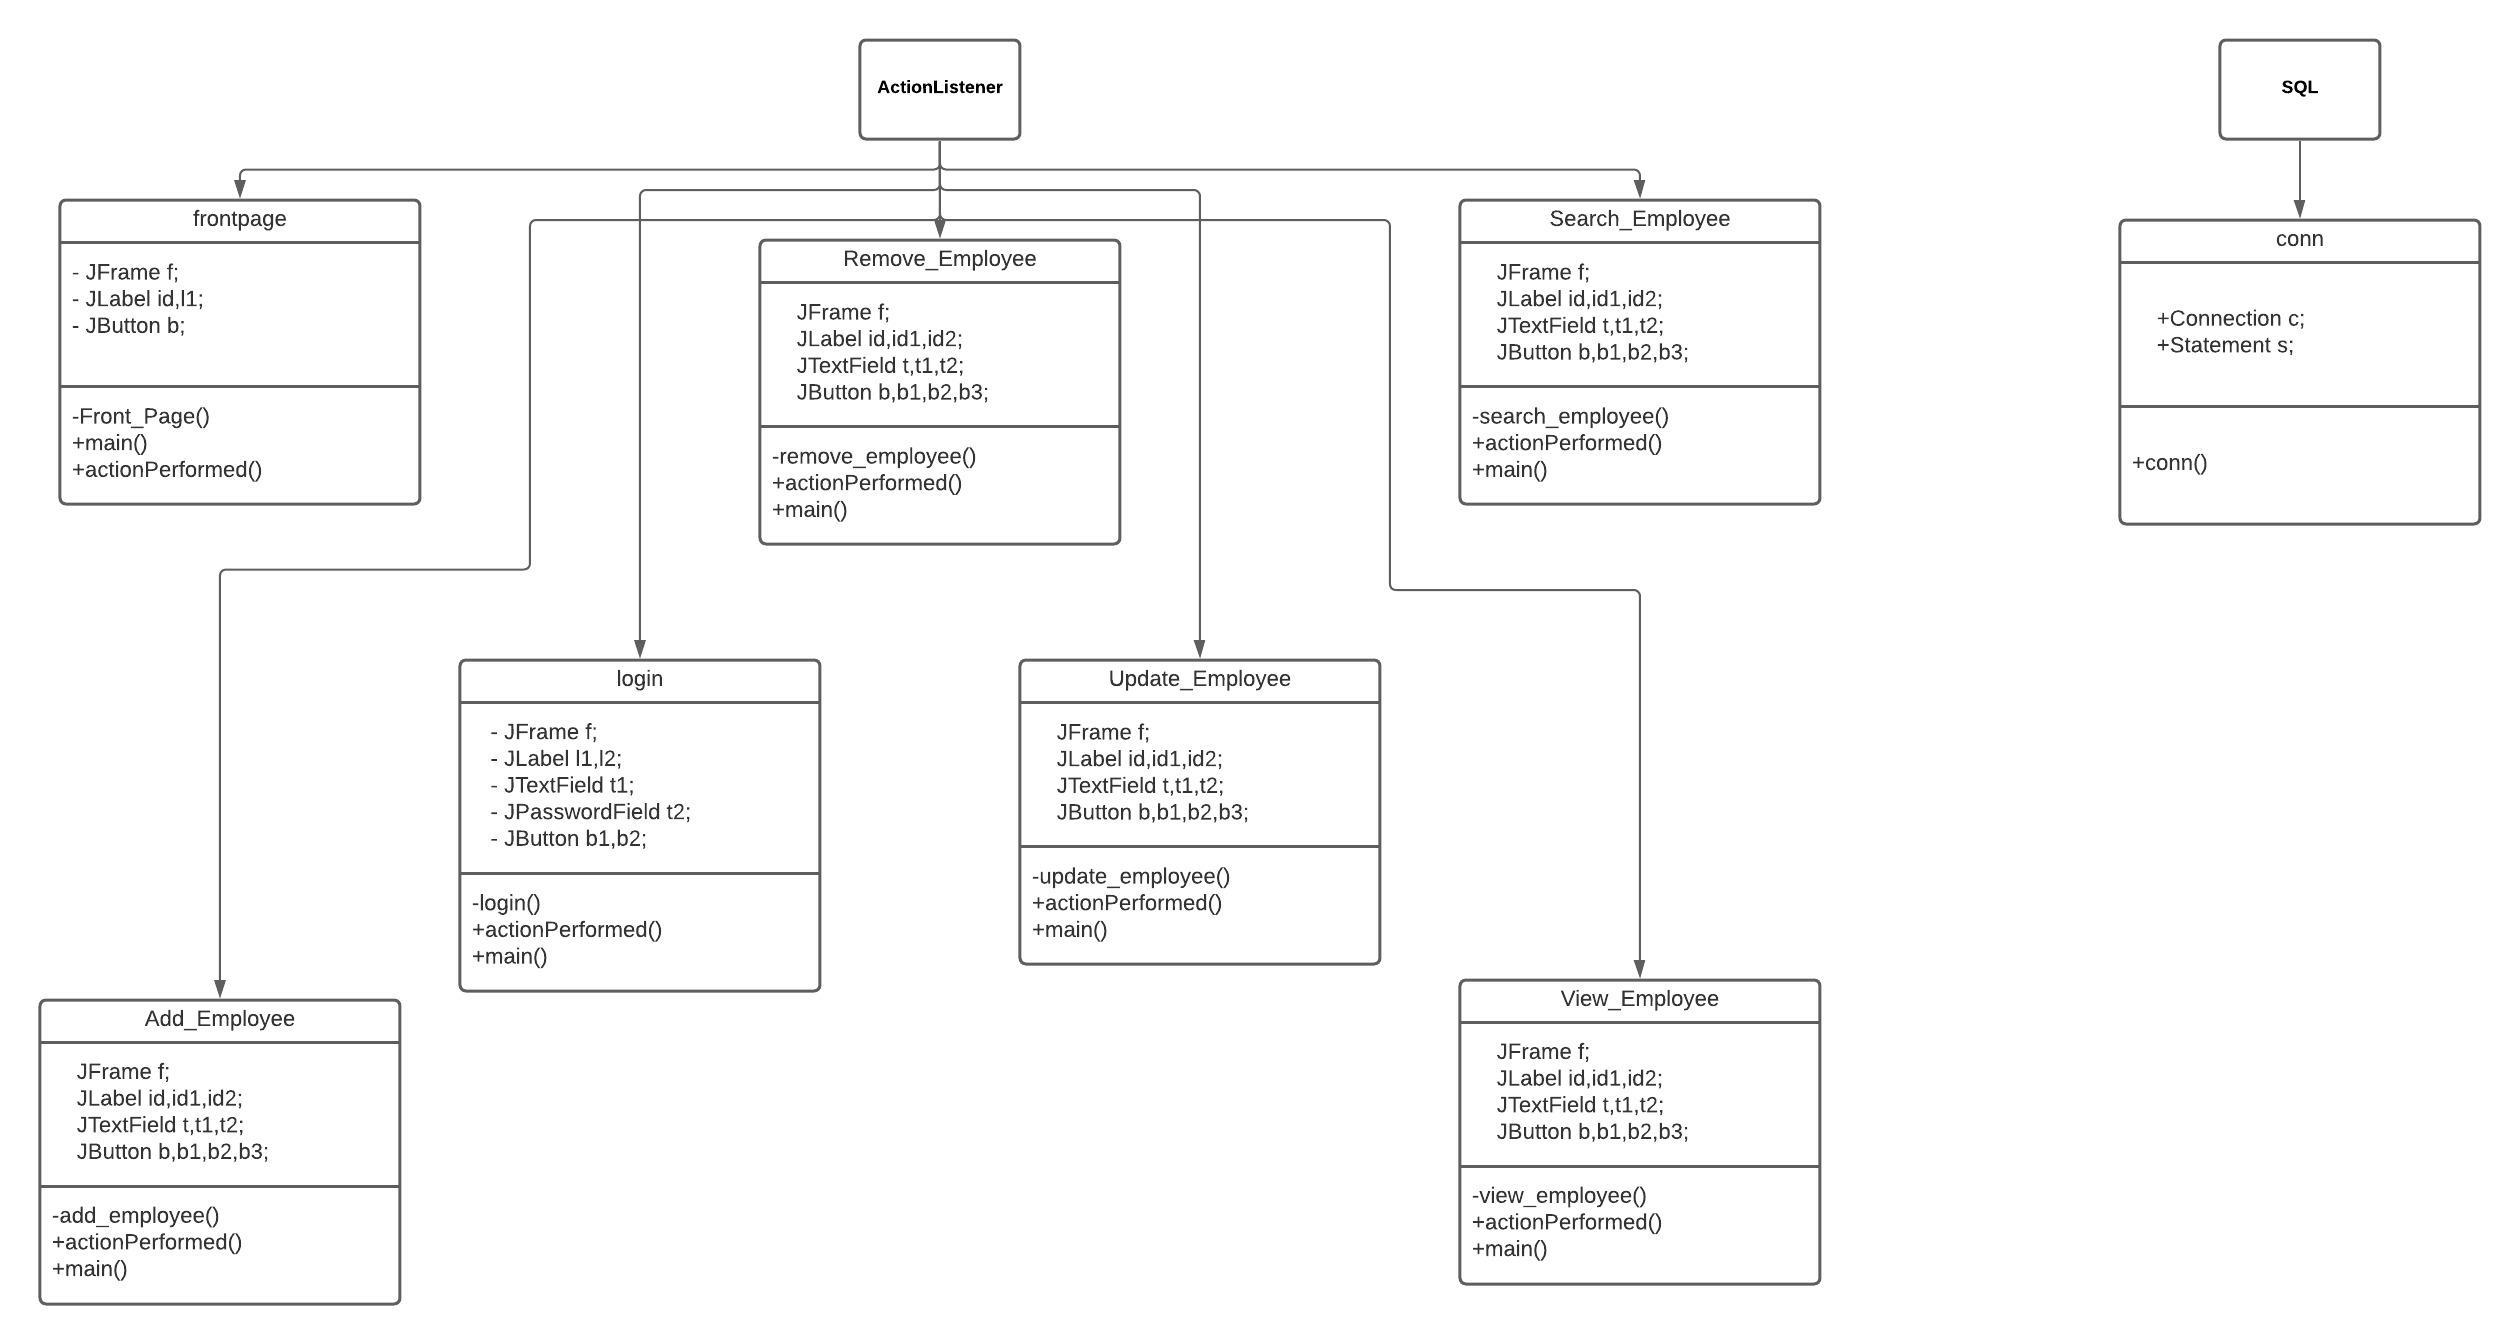 ActionListener
SQL
frontpage
- JFrame f;
- JLabel id,l1;
- JButton b;
-Front_Page()
+main()
+actionPerformed()
Remove_Employee
JFrame f;
JLabel id,id1,id2;
JTextField t,t1,t2;
JButton b,b1,b2,b3;
-remove_employee()
+actionPerformed()
+main()
Search_Employee
JFrame f;
JLabel id,id1,id2;
JTextField t,t1,t2;
JButton b,b1,b2,b3;
-search_employee()
+actionPerformed()
+main()
conn
+Connection c;
+Statement s;
+conn()
login
- JFrame f;
- JLabel l1,l2;
- JTextField t1;
- JPasswordField t2;
- JButton b1,b2;
-login()
+actionPerformed()
+main()
Update_Employee
JFrame f;
JLabel id,id1,id2;
JTextField t,t1,t2;
JButton b,b1,b2,b3;
-update_employee()
+actionPerformed()
+main()
Add_Employee
JFrame f;
JLabel id,id1,id2;
JTextField t,t1,t2;
JButton b,b1,b2,b3;
-add_employee()
+actionPerformed()
+main()
View_Employee
JFrame f;
JLabel id,id1,id2;
JTextField t,t1,t2;
JButton b,b1,b2,b3;
-view_employee()
+actionPerformed()
+main()